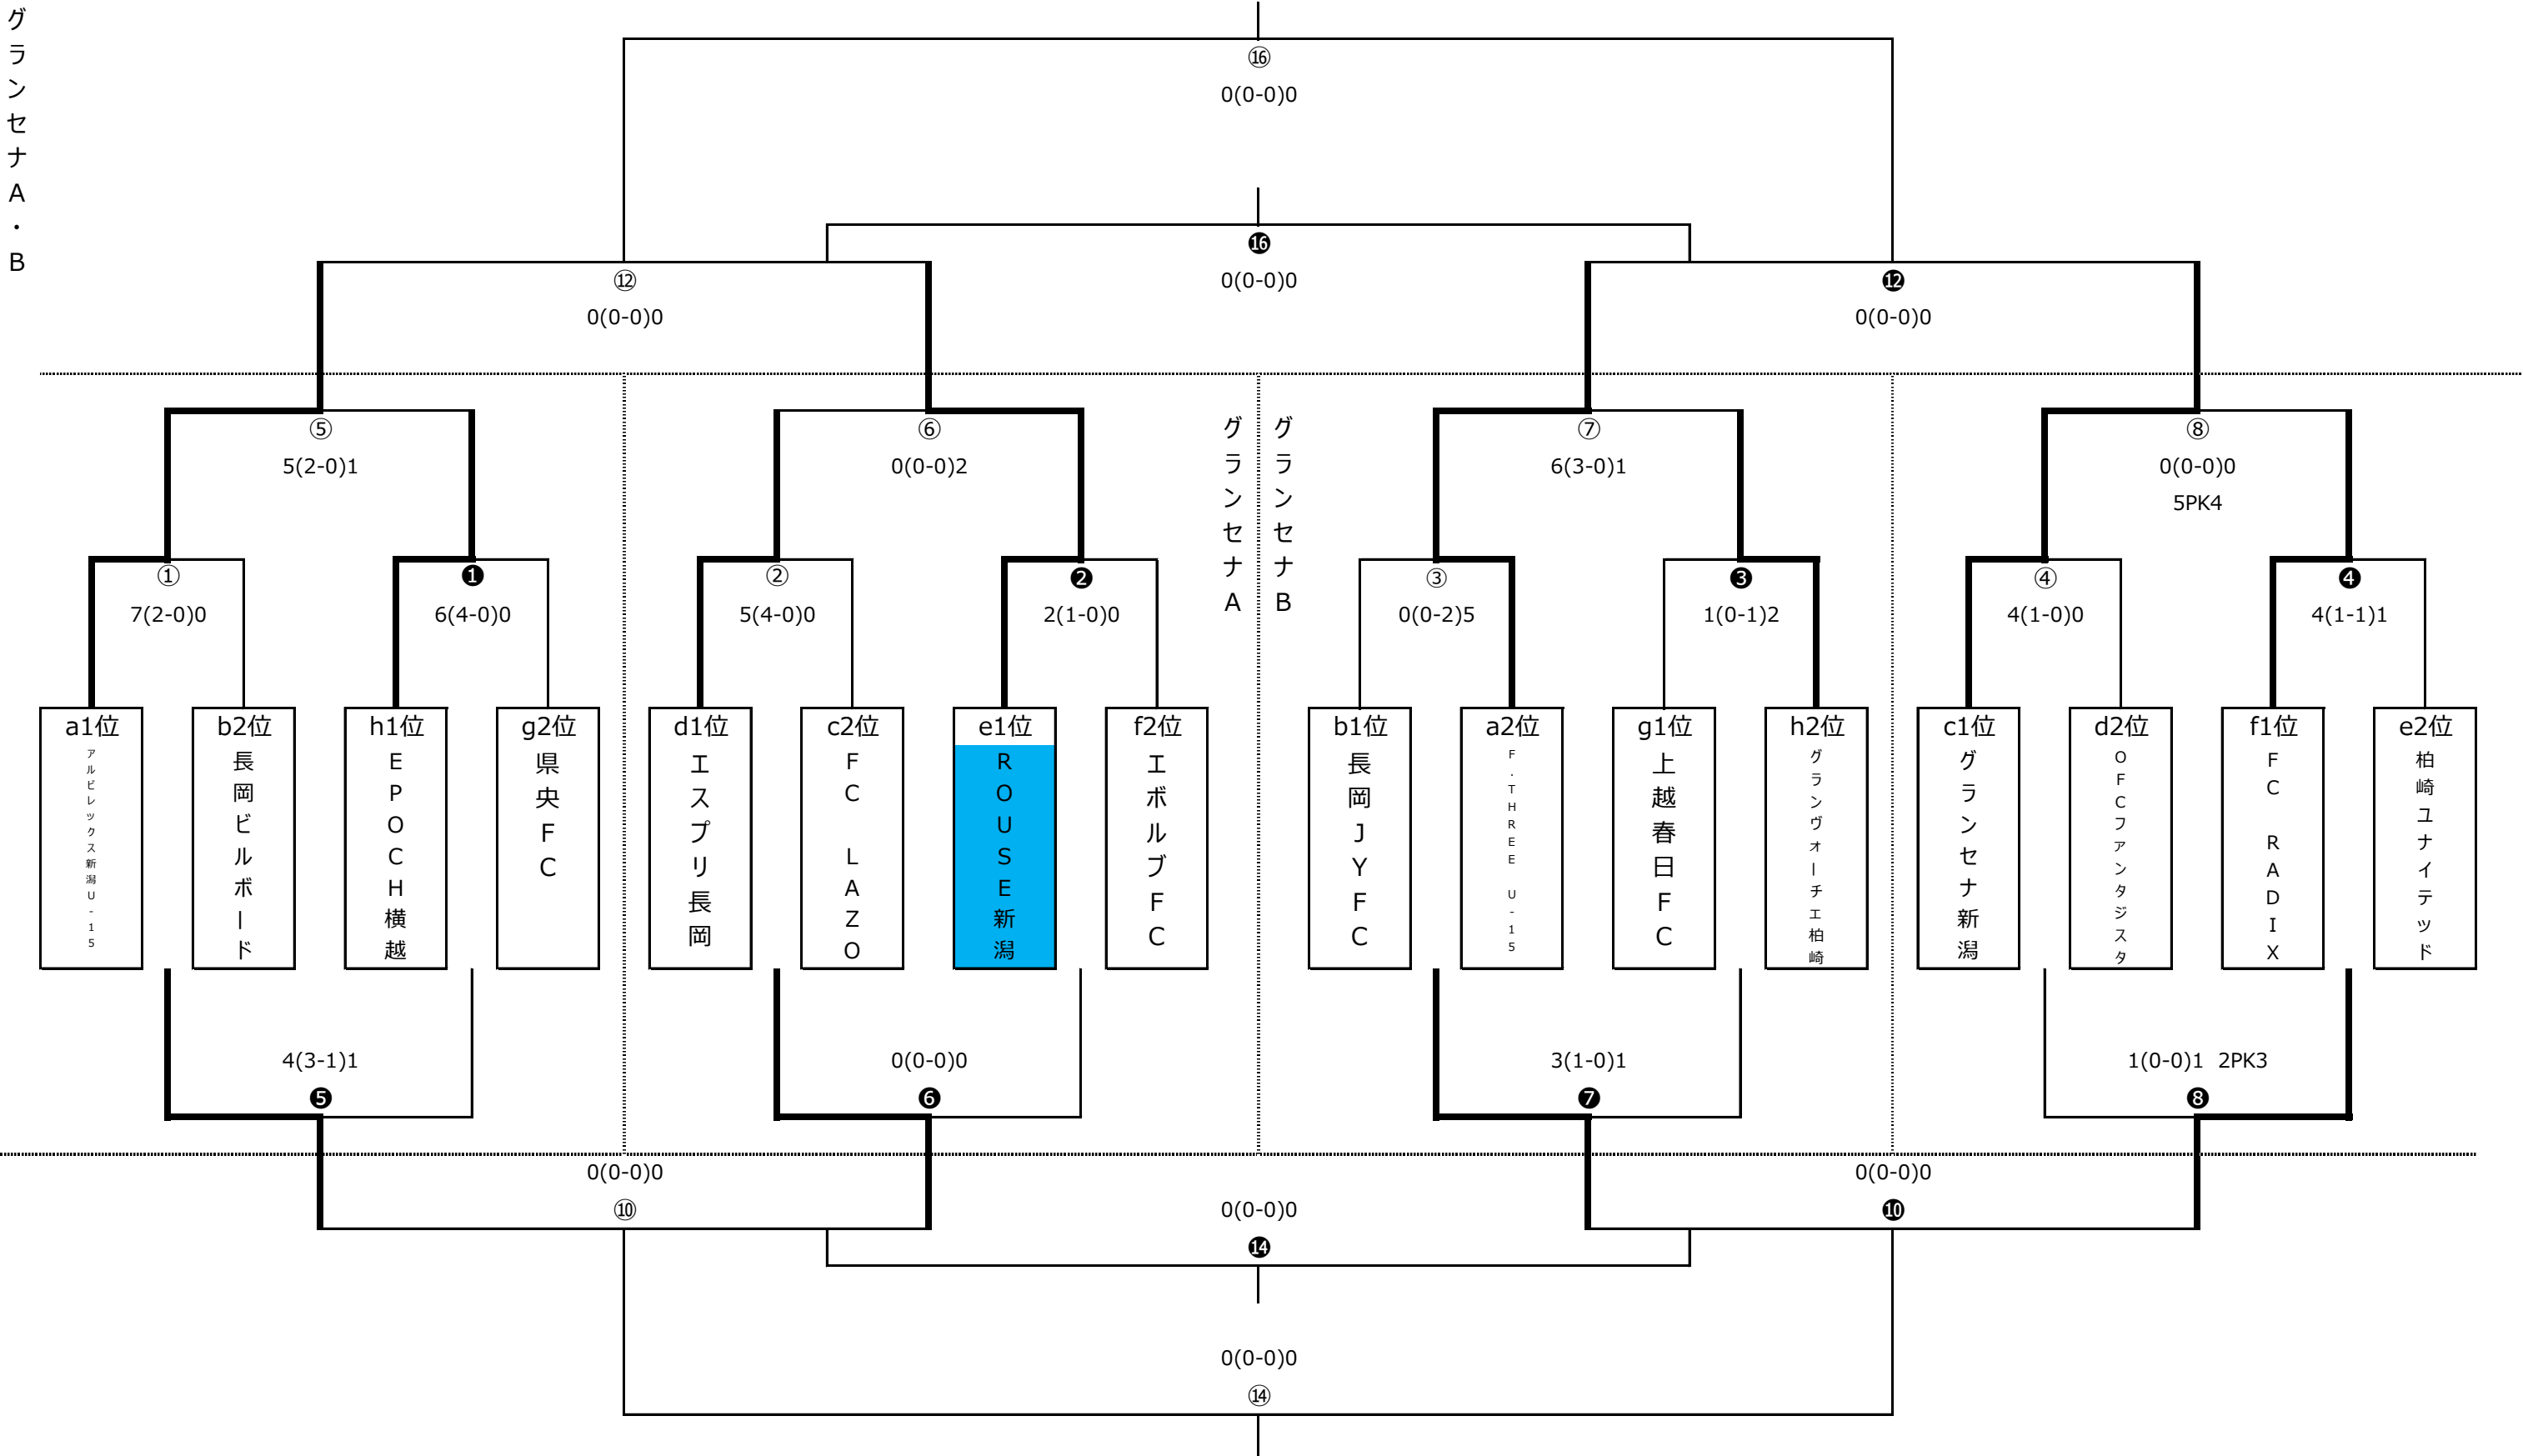 グランセナA・B
⑯
0(0-0)0
⓰
0(0-0)0
⑫
0(0-0)0
⓬
0(0-0)0
グランセナA
グランセナB
⑤
5(2-0)1
⑥
0(0-0)2
⑦
6(3-0)1
⑧
0(0-0)0
5PK4
①
7(2-0)0
❶
6(4-0)0
②
5(4-0)0
❷
2(1-0)0
③
0(0-2)5
❸
1(0-1)2
④
4(1-0)0
❹
4(1-1)1
a1位
アルビレックス新潟U-15
b2位
長岡ビルボード
h1位
EPOCH横越
g2位
県央FC
d1位
エスプリ長岡
c2位
FC LAZO
e1位
ROUSE新潟
f2位
エボルブFC
b1位
長岡JYFC
a2位
F.THREE U-15
g1位
上越春日FC
h2位
グランヴォーチェ柏崎
c1位
グランセナ新潟
d2位
OFCファンタジスタ
f1位
FC RADIX
e2位
柏崎ユナイテッド
4(3-1)1
❺
0(0-0)0
❻
3(1-0)1
❼
1(0-0)1 2PK3
❽
0(0-0)0
⑩
0(0-0)0
❿
0(0-0)0
⓮
0(0-0)0
⑭